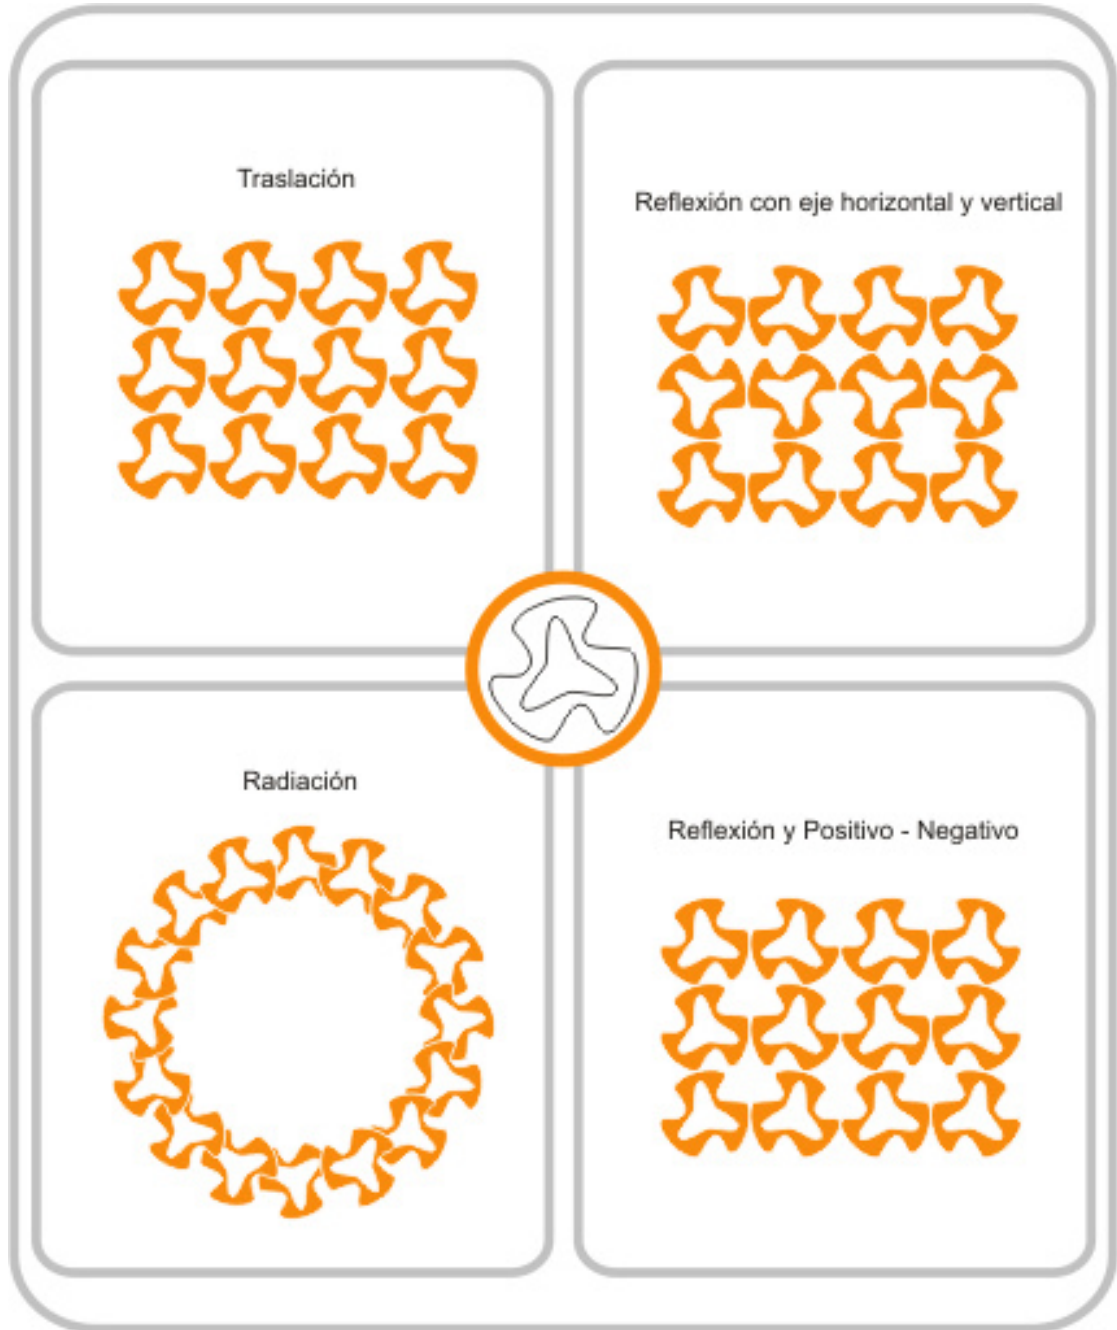 Traslación
Reflexión con eje horizontal y vertical
Radiación
Reflexión y Positivo - Negativo